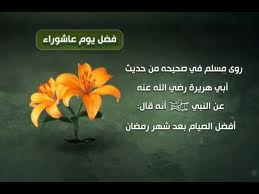 فضل يوم عاشوراء
روى مسلم في صحيحه من حديث
أبي هريرة رضي الله عنه
عن النبي ﷺ أنه قال:
أفضل الصيام بعد شهر رمضان